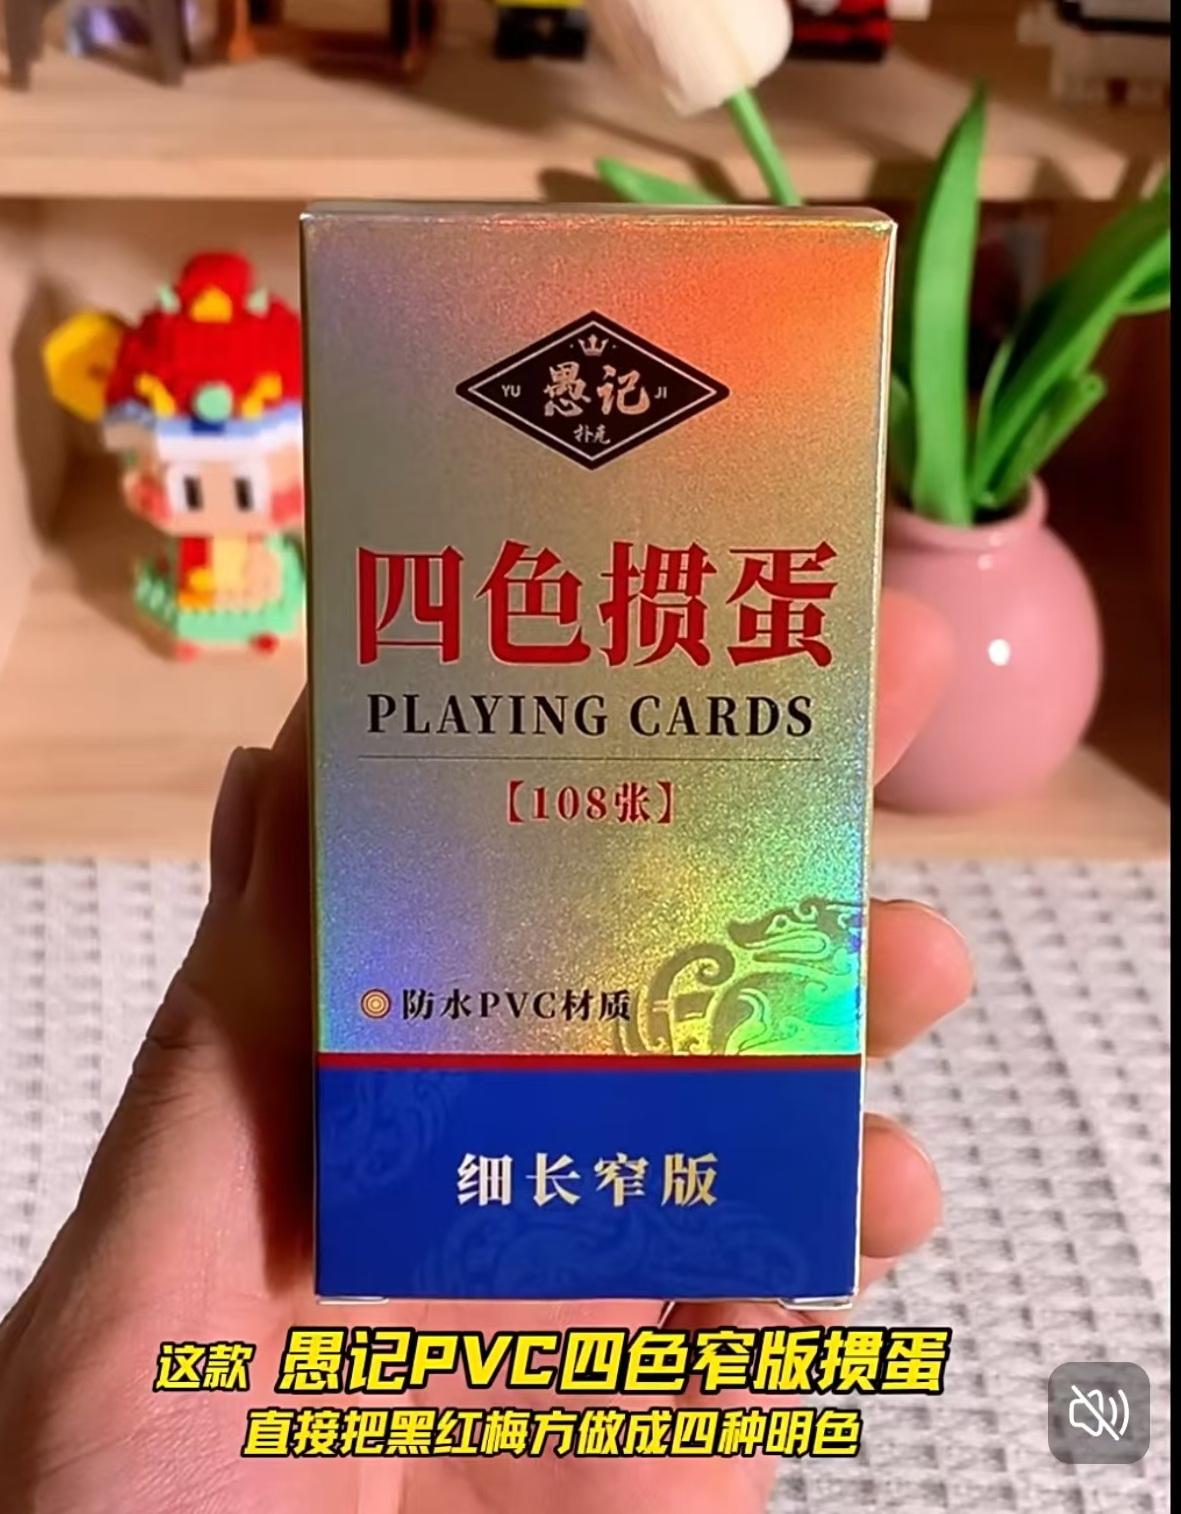 YU 愚记 JI
扑克
四色掼蛋
PLAYING CARDS
【108张】
防水PVC材质
细长窄版
这款 愚记PVC四色窄版掼蛋
直接把黑红梅方做成四种明色